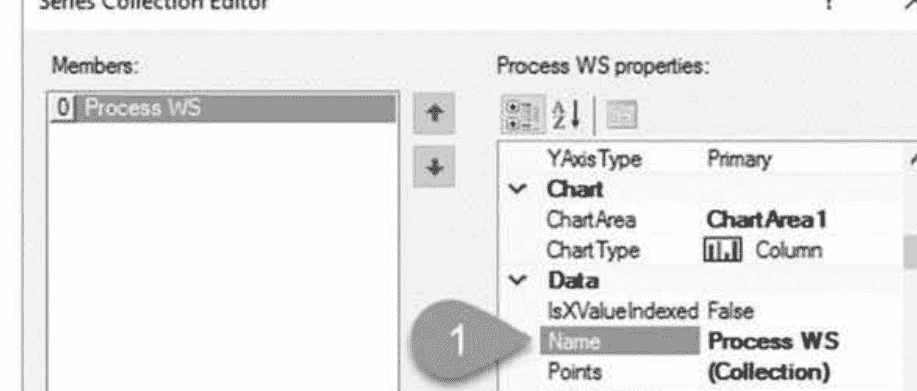 Series Collection Editor ?
Members:
Process WS properties:
0 Process WS
YAxisType Primary
Chart
ChartArea ChartArea1
ChartType Column
Data
IsXValueIndexed False
1
Name Process WS
Points (Collection)